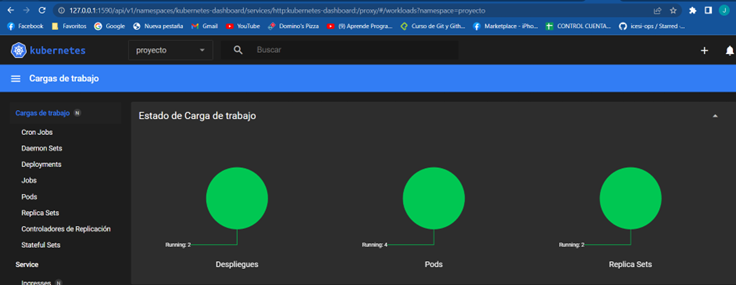 127.0.0.1:1590/api/v1/namespaces/kubernetes-dashboard/services/http:kubernetes-dashboard:/proxy/#/workloads?namespace=proyecto
Facebook Favoritos Google Nueva pestaña Gmail YouTube Domino's Pizza (9) Aprende Progra... Curso de Git y Gith... Marketplace - iPho... CONTROL CUENTA... icesi-ops / Starred -...
kubernetes proyecto Buscar
Cargas de trabajo
Cargas de trabajo N
Estado de Carga de trabajo
Cron Jobs
Daemon Sets
Deployments
Jobs
Pods
Replica Sets
Controladores de Replicación
Stateful Sets
Running: 2 Running: 4 Running: 2
Despliegues Pods Replica Sets
Service
Ingresses N